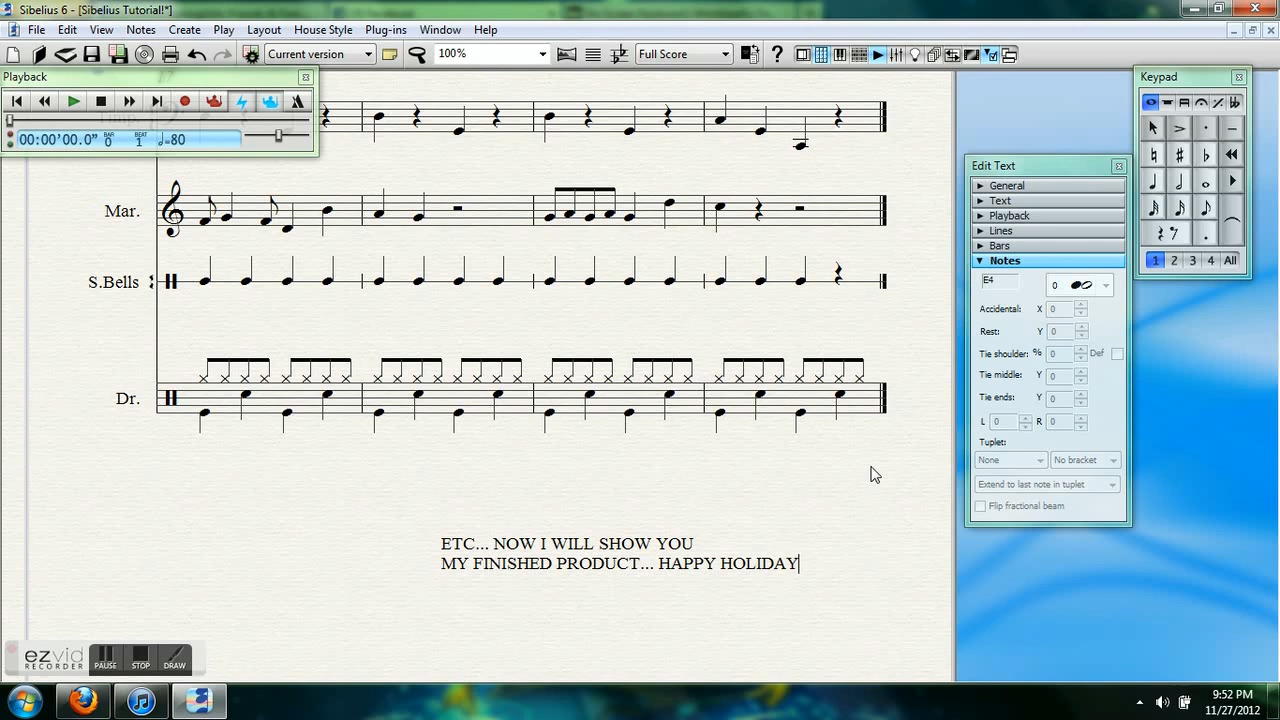 Sibelius 6 - [Sibelius Tutorial!*]
File Edit View Notes Create Play Layout House Style Plug-ins Window Help
Current version 100% Full Score
Playback
00:00'00.0" BAR 0 BEAT 1 =80
Keypad
1 2 3 4 All
Edit Text
General
Text
Playback
Lines
Bars
Notes
E4 0
Accidental: X 0
Rest: Y 0
Tie shoulder: % 0 Def
Tie middle: Y 0
Tie ends: Y 0
L 0 R 0
Tuplet:
None No bracket
Extend to last note in tuplet
Flip fractional beam
Mar.
S.Bells
Dr.
ETC... NOW I WILL SHOW YOU
MY FINISHED PRODUCT... HAPPY HOLIDAY
ezvid
RECORDER
PAUSE STOP DRAW
9:52 PM
11/27/2012